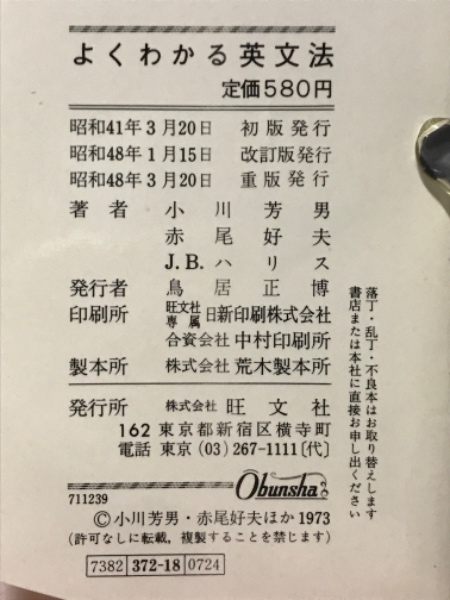 よくわかる英文法
定価580円
昭和41年3月20日 初版発行
昭和48年1月15日 改訂版発行
昭和48年3月20日 重版発行
著者 小川芳男
赤尾好夫
J.B.ハリス
発行者 鳥居正博
印刷所 旺文社専属 日新印刷株式会社
合資会社 中村印刷所
製本所 株式会社 荒木製本所
発行所 株式会社 旺文社
162 東京都新宿区横寺町
電話 東京(03)267-1111〔代〕
落丁・乱丁・不良本はお取り替えします
書店または本社に直接お申し出ください
711239
Obunsha
©小川芳男・赤尾好夫ほか 1973
(許可なしに転載,複製することを禁じます)
7382 372-18 0724